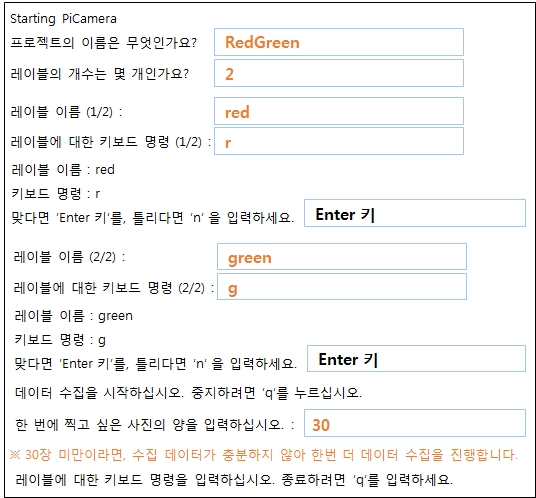 Starting PiCamera
프로젝트의 이름은 무엇인가요? RedGreen
레이블의 개수는 몇 개인가요? 2
레이블 이름 (1/2) : red
레이블에 대한 키보드 명령 (1/2) : r
레이블 이름 : red
키보드 명령 : r
맞다면 ‘Enter 키’를, 틀리다면 ‘n’ 을 입력하세요. Enter 키
레이블 이름 (2/2) : green
레이블에 대한 키보드 명령 (2/2) : g
레이블 이름 : green
키보드 명령 : g
맞다면 ‘Enter 키’를, 틀리다면 ‘n’ 을 입력하세요. Enter 키
데이터 수집을 시작하십시오. 중지하려면 ‘q’를 누르십시오.
한 번에 찍고 싶은 사진의 양을 입력하십시오. : 30
※ 30장 미만이라면, 수집 데이터가 충분하지 않아 한번 더 데이터 수집을 진행합니다.
레이블에 대한 키보드 명령을 입력하십시오. 종료하려면 ‘q’를 입력하세요.